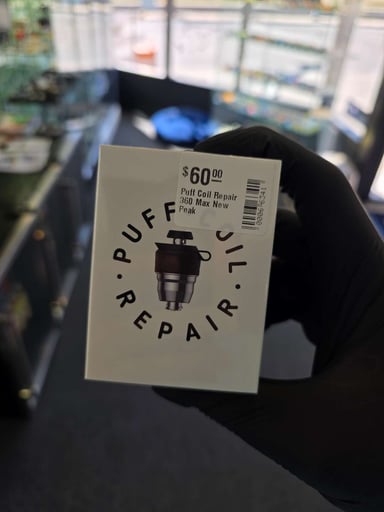 $60.00
Puff Coil Repair
360 Max New
Peak
PUFF COIL
REPAIR